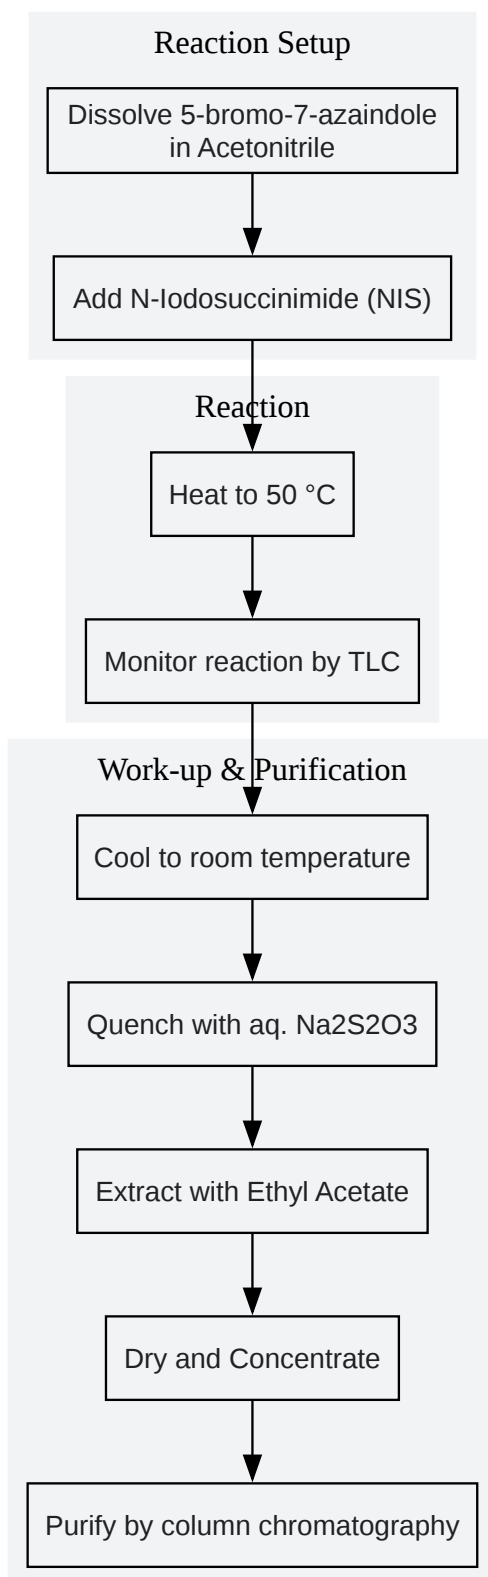 Reaction Setup
Dissolve 5-bromo-7-azaindole
in Acetonitrile
Add N-Iodosuccinimide (NIS)
Reaction
Heat to 50 °C
Monitor reaction by TLC
Work-up & Purification
Cool to room temperature
Quench with aq. Na2S2O3
Extract with Ethyl Acetate
Dry and Concentrate
Purify by column chromatography